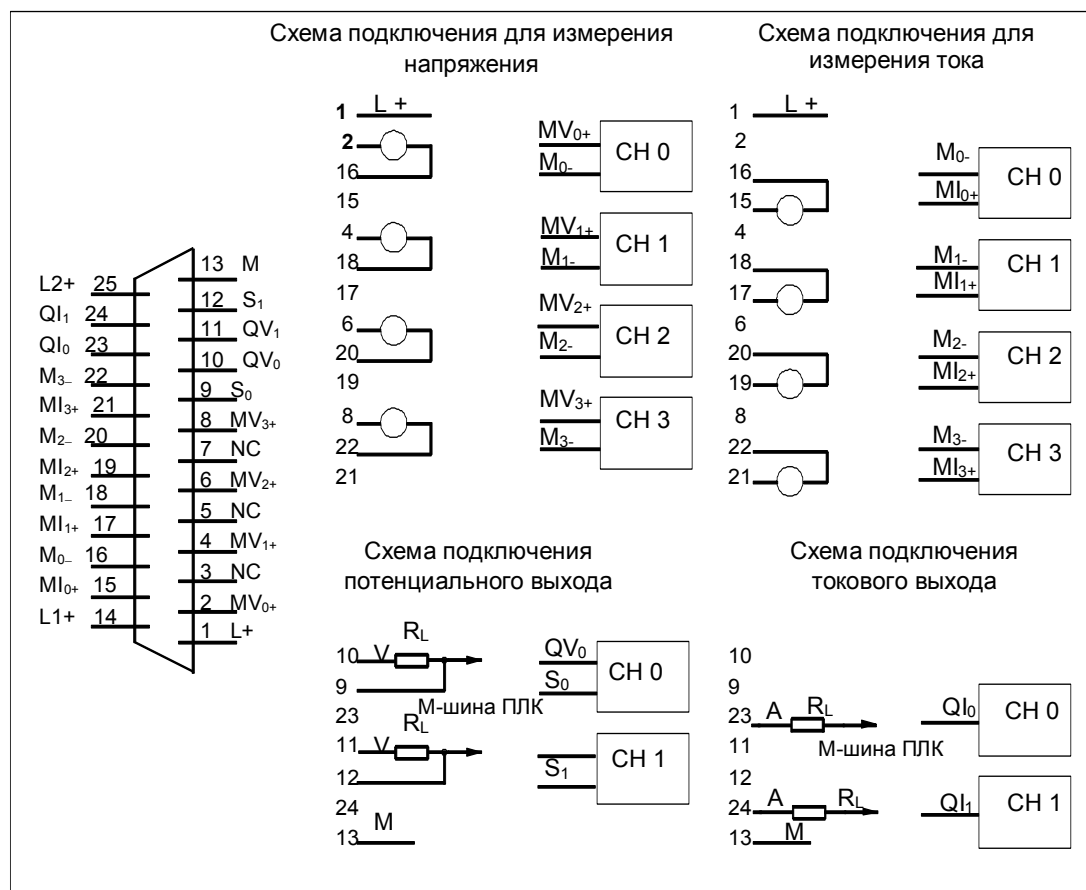 Схема подключения для измерения
напряжения
1 L +
2
16
15
4
18
17
6
20
19
8
22
21
MV0+
M0-
CH 0
MV1+
M1-
CH 1
MV2+
M2-
CH 2
MV3+
M3-
CH 3
Схема подключения для
измерения тока
1 L +
2
16
15
4
18
17
6
20
19
8
22
21
M0-
MI0+
CH 0
M1-
MI1+
CH 1
M2-
MI2+
CH 2
M3-
MI3+
CH 3
L2+ 25
QI1 24
QI0 23
M3– 22
MI3+ 21
M2– 20
MI2+ 19
M1– 18
MI1+ 17
M0– 16
MI0+ 15
L1+ 14
13 M
12 S1
11 QV1
10 QV0
9 S0
8 MV3+
7 NC
6 MV2+
5 NC
4 MV1+
3 NC
2 MV0+
1 L+
Схема подключения
потенциального выхода
10 V RL
9
М-шина ПЛК
23
11 V RL
12
24
13 M
QV0
S0
CH 0
S1
CH 1
Схема подключения
токового выхода
10
9
23 A RL
М-шина ПЛК
11
12
24 A RL
13 M
QI0
CH 0
QI1
CH 1